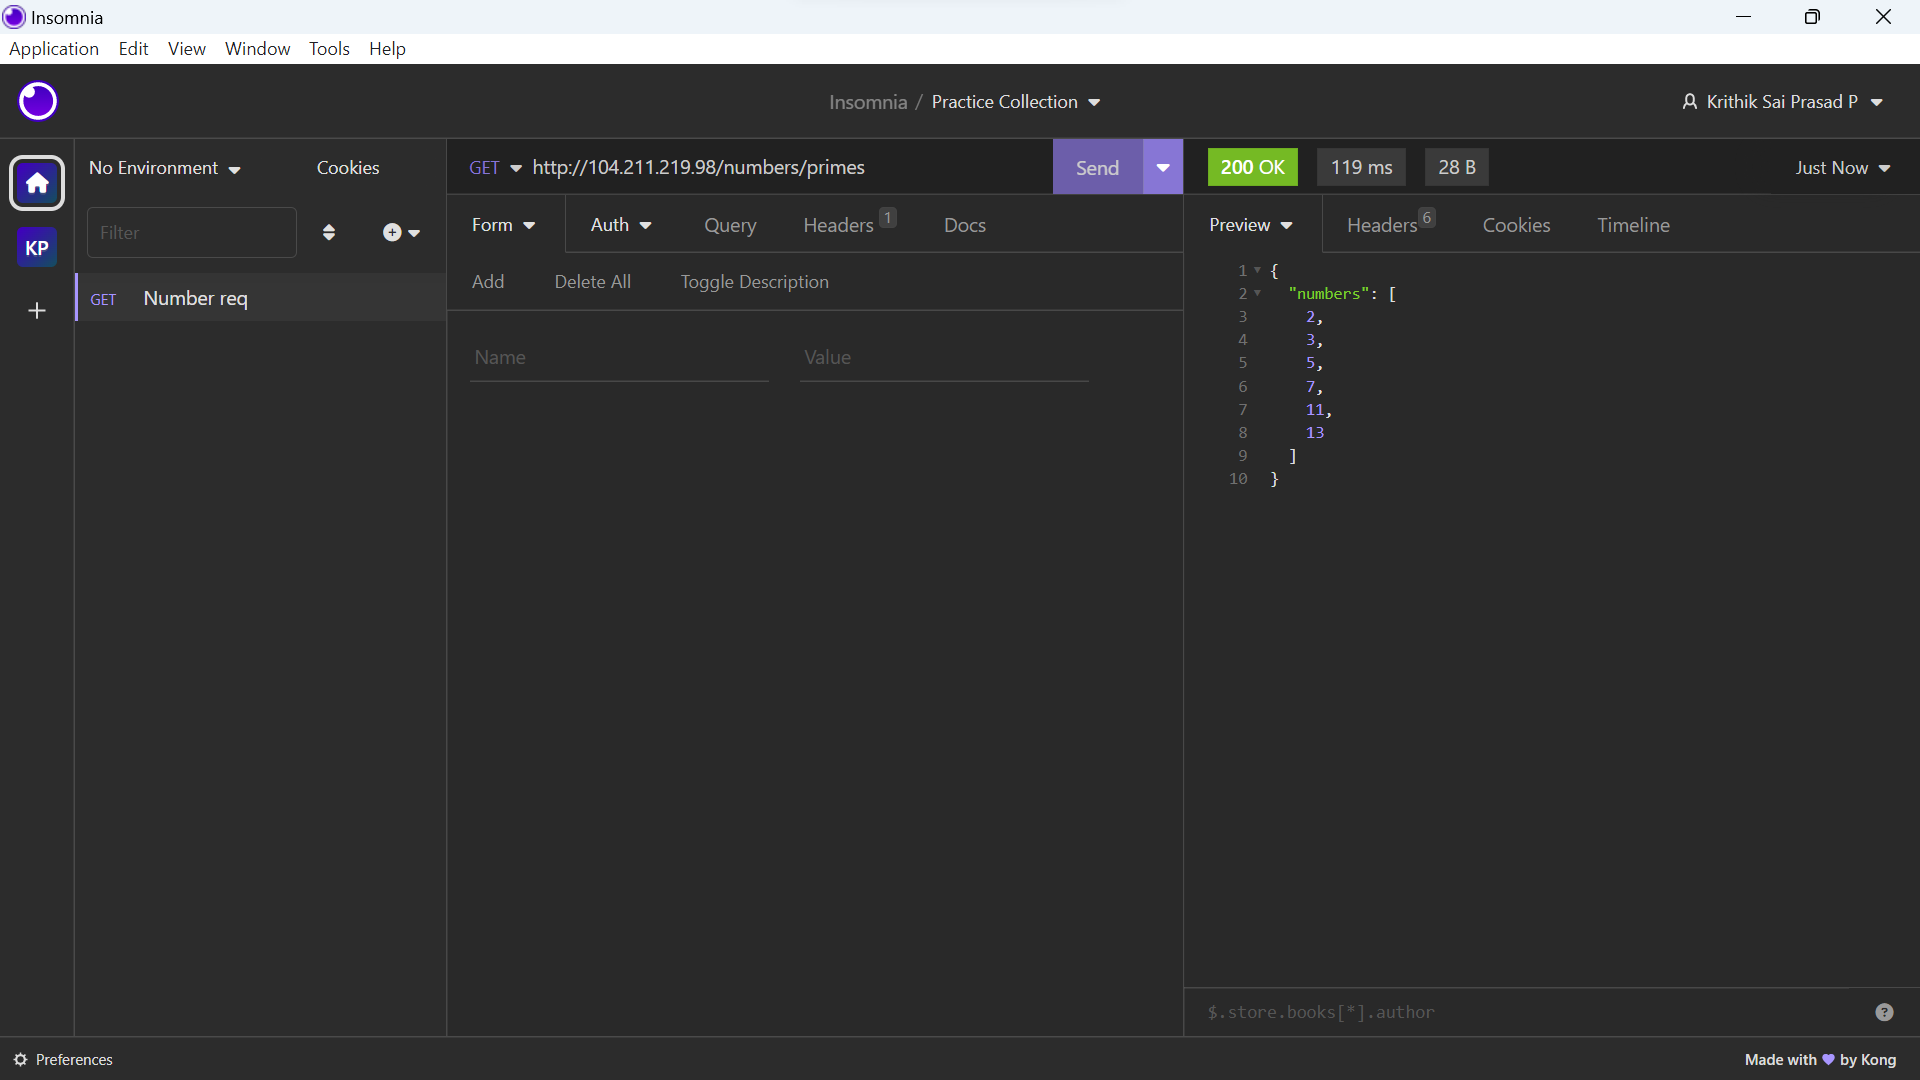 Insomnia
Application Edit View Window Tools Help
Insomnia / Practice Collection
Krithik Sai Prasad P
No Environment Cookies
GET http://104.211.219.98/numbers/primes Send
200 OK 119 ms 28 B Just Now
Filter
KP
Form Auth Query Headers 1 Docs
Preview Headers 6 Cookies Timeline
Add Delete All Toggle Description
GET Number req
Name Value
1 {
2 "numbers": [
3 2,
4 3,
5 5,
6 7,
7 11,
8 13
9 ]
10 }
$.store.books[*].author
Preferences
Made with 💜 by Kong